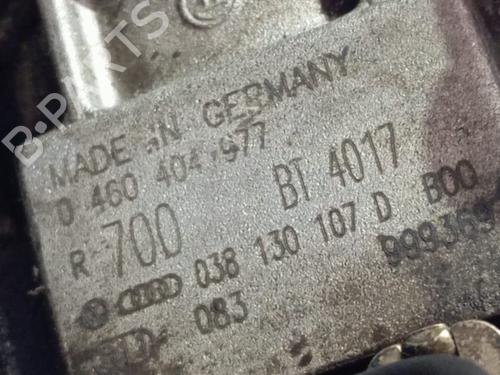 B-PARTS
MADE IN GERMANY
0 460 404 977
R 700 BT 4017
038 130 107 D B00
083 999369